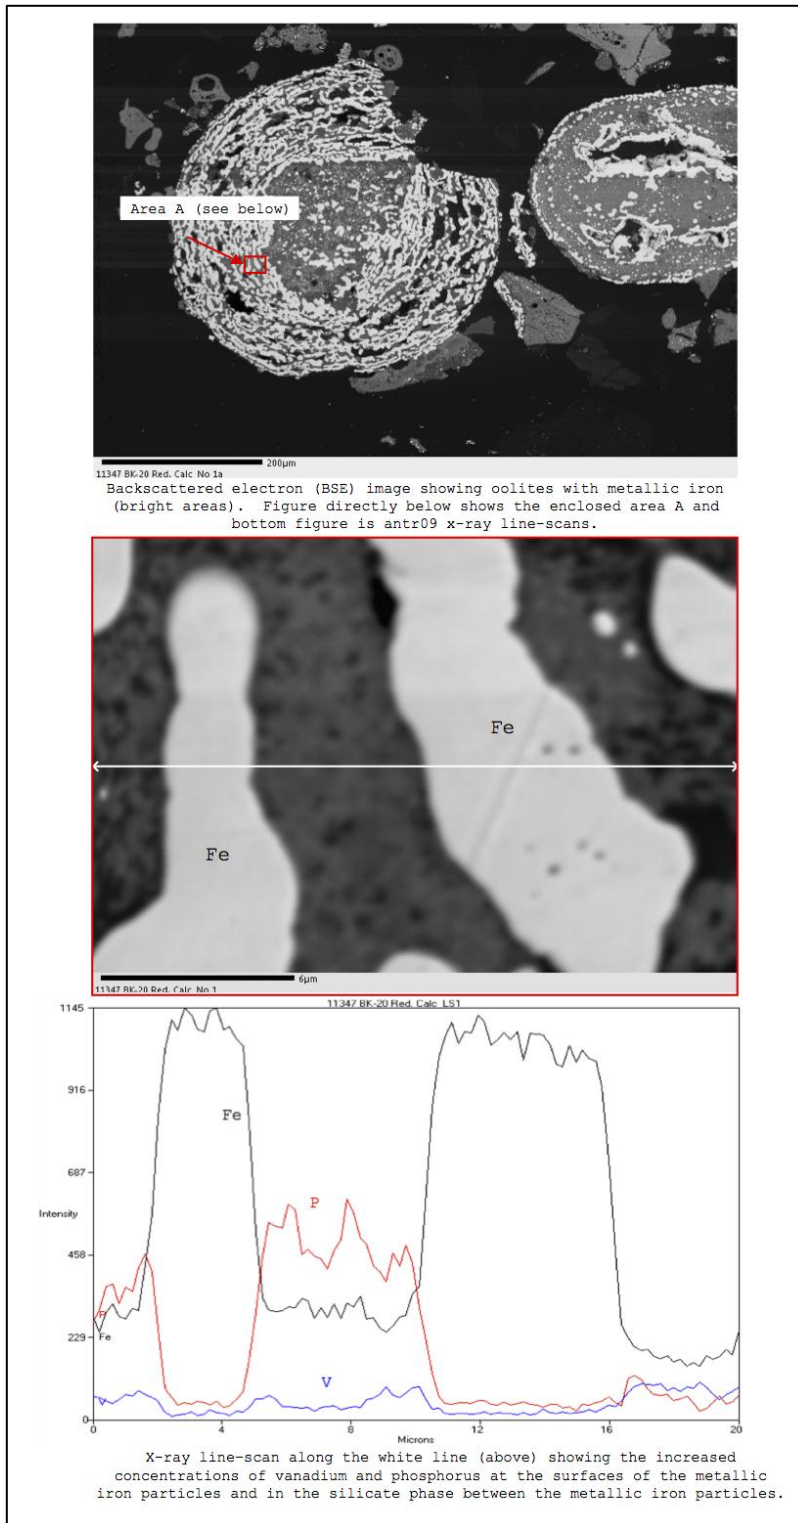 Area A (see below)
200µm
11347 BK-20 Red. Calc No 1a
Backscattered electron (BSE) image showing oolites with metallic iron
(bright areas). Figure directly below shows the enclosed area A and
bottom figure is antr09 x-ray line-scans.
Fe
Fe
6µm
11347 BK-20 Red. Calc No 1
11347 BK-20 Red. Calc LS1
1145
916
Fe
687
P
Intensity
458
P
229
Fe
V
V
0
0 4 8 12 16 20
Microns
X-ray line-scan along the white line (above) showing the increased
concentrations of vanadium and phosphorus at the surfaces of the metallic
iron particles and in the silicate phase between the metallic iron particles.